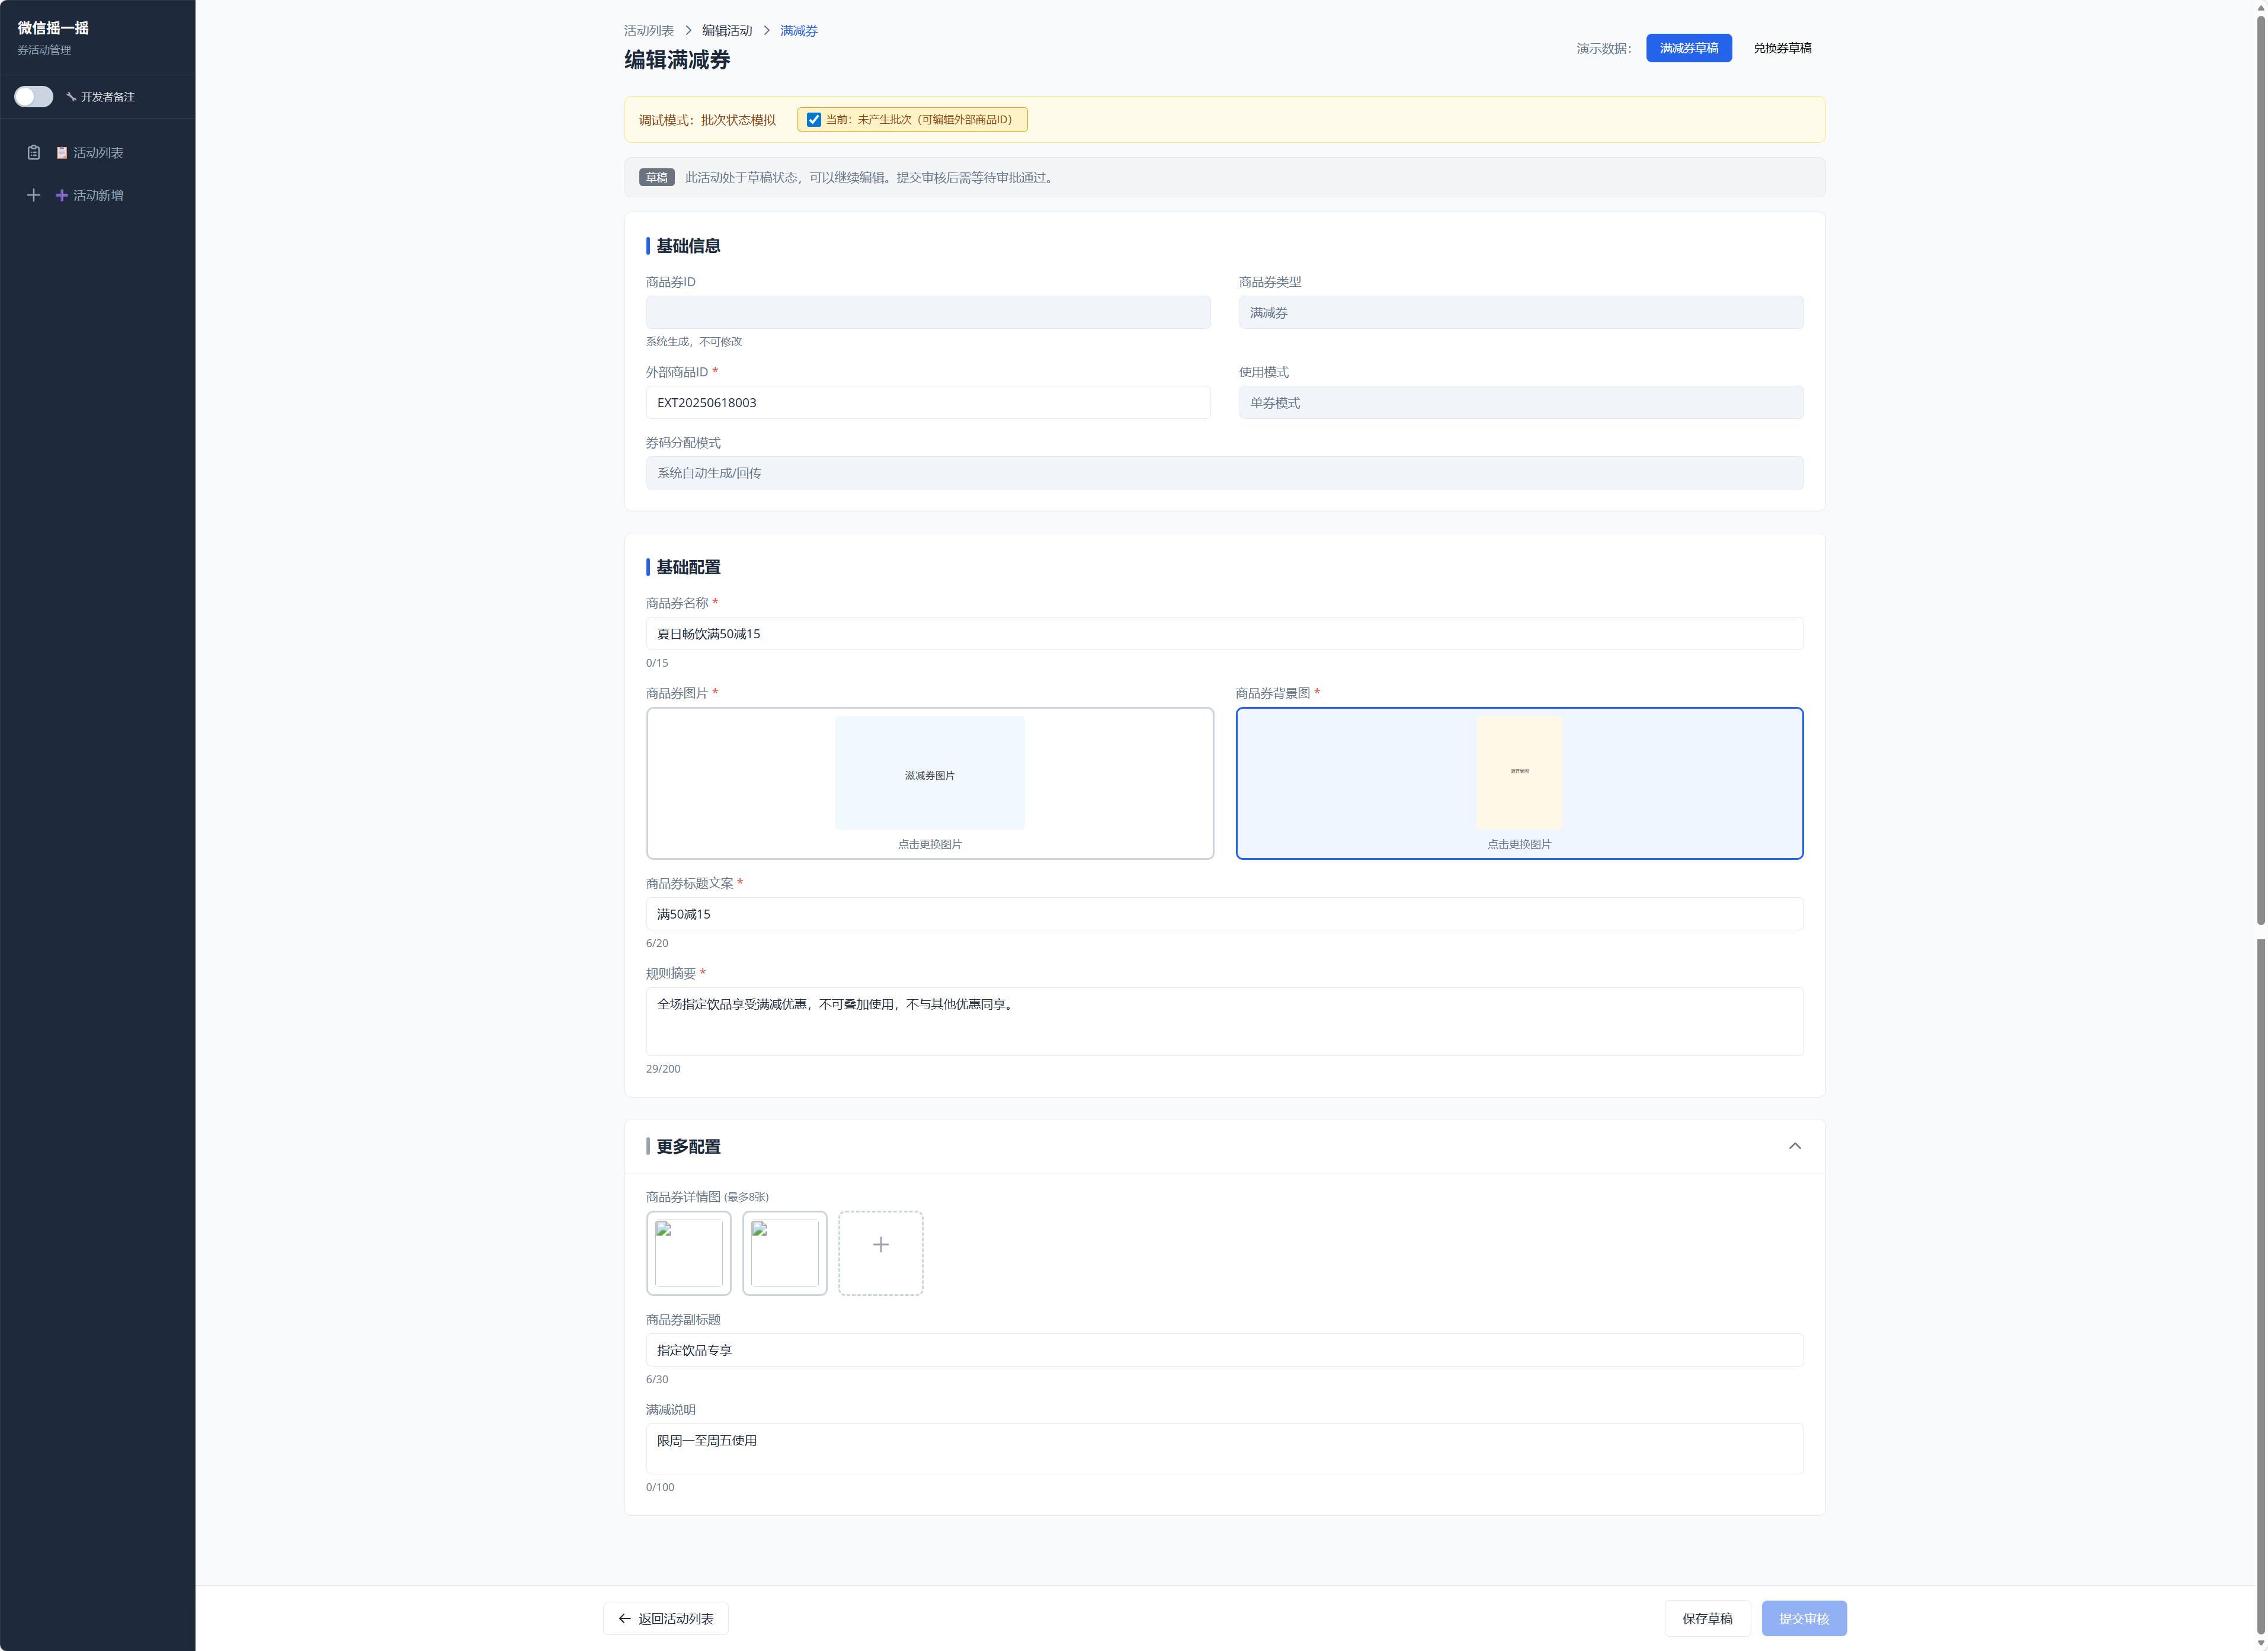 微信摇一摇
券活动管理
开发者备注
活动列表
活动新增
活动列表 > 编辑活动 > 满减券
编辑满减券
演示数据：
满减券草稿
兑换券草稿
调试模式：批次状态模拟
当前：未产生批次（可编辑外部商品ID）
草稿
此活动处于草稿状态，可以继续编辑。提交审核后需等待审批通过。
基础信息
商品券ID
商品券类型
满减券
系统生成，不可修改
外部商品ID *
使用模式
EXT20250618003
单券模式
券码分配模式
系统自动生成/回传
基础配置
商品券名称 *
夏日畅饮满50减15
0/15
商品券图片 *
商品券背景图 *
滋减券图片
点击更换图片
点击更换图片
商品券标题文案 *
满50减15
6/20
规则摘要 *
全场指定饮品享受满减优惠，不可叠加使用，不与其他优惠同享。
29/200
更多配置
商品券详情图 (最多8张)
商品券副标题
指定饮品专享
6/30
满减说明
限周一至周五使用
0/100
返回活动列表
保存草稿
提交审核